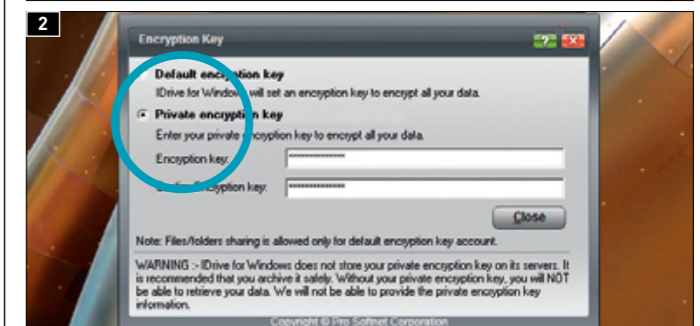 2
Encryption Key
Default encryption key
IDrive for Windows will set an encryption key to encrypt all your data.
Private encryption key
Enter your private encryption key to encrypt all your data.
Encryption key:
Confirm Encryption key:
Close
Note: Files/folders sharing is allowed only for default encryption key account.
WARNING :- IDrive for Windows does not store your private encryption key on its servers. It
is recommended that you archive it safely. Without your private encryption key, you will NOT
be able to retrieve your data. We will not be able to provide the private encryption key
information.
Copyright © Pro Softnet Corporation